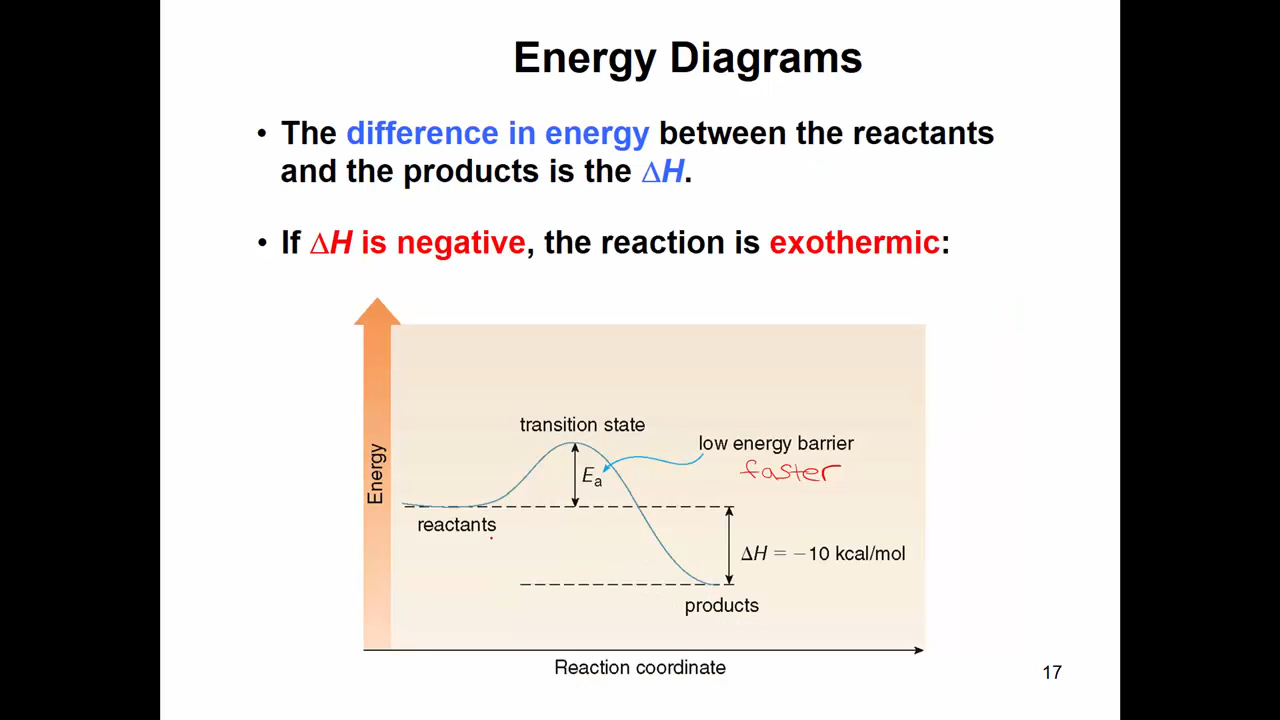 Energy Diagrams
• The difference in energy between the reactants
and the products is the ΔH.
• If ΔH is negative, the reaction is exothermic:
Energy
transition state
low energy barrier
faster
Eₐ
reactants
ΔH = −10 kcal/mol
products
Reaction coordinate
17